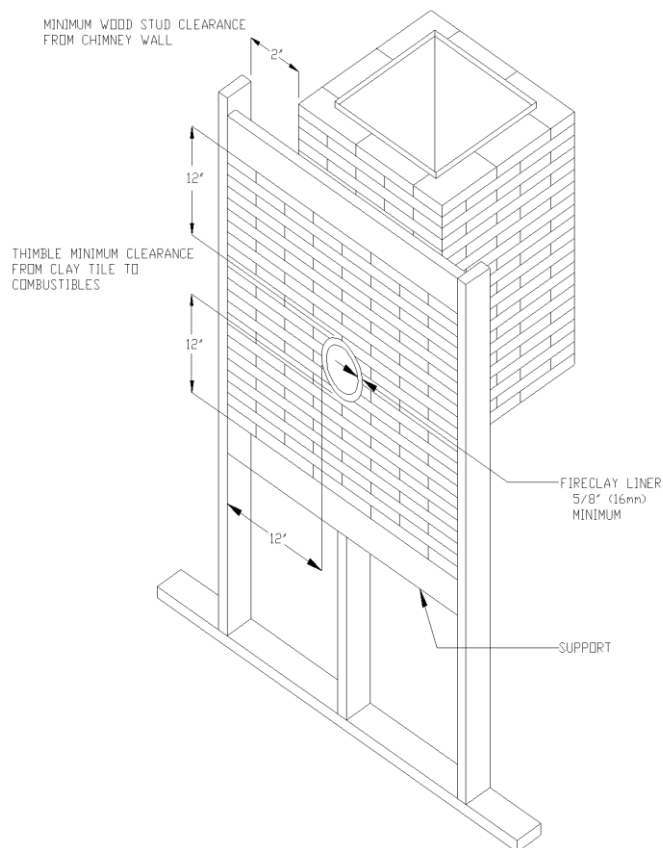 MINIMUM WOOD STUD CLEARANCE
FROM CHIMNEY WALL
2"
12"
THIMBLE MINIMUM CLEARANCE
FROM CLAY TILE TO
COMBUSTIBLES
12"
FIRECLAY LINER
5/8" (16mm)
MINIMUM
12"
SUPPORT